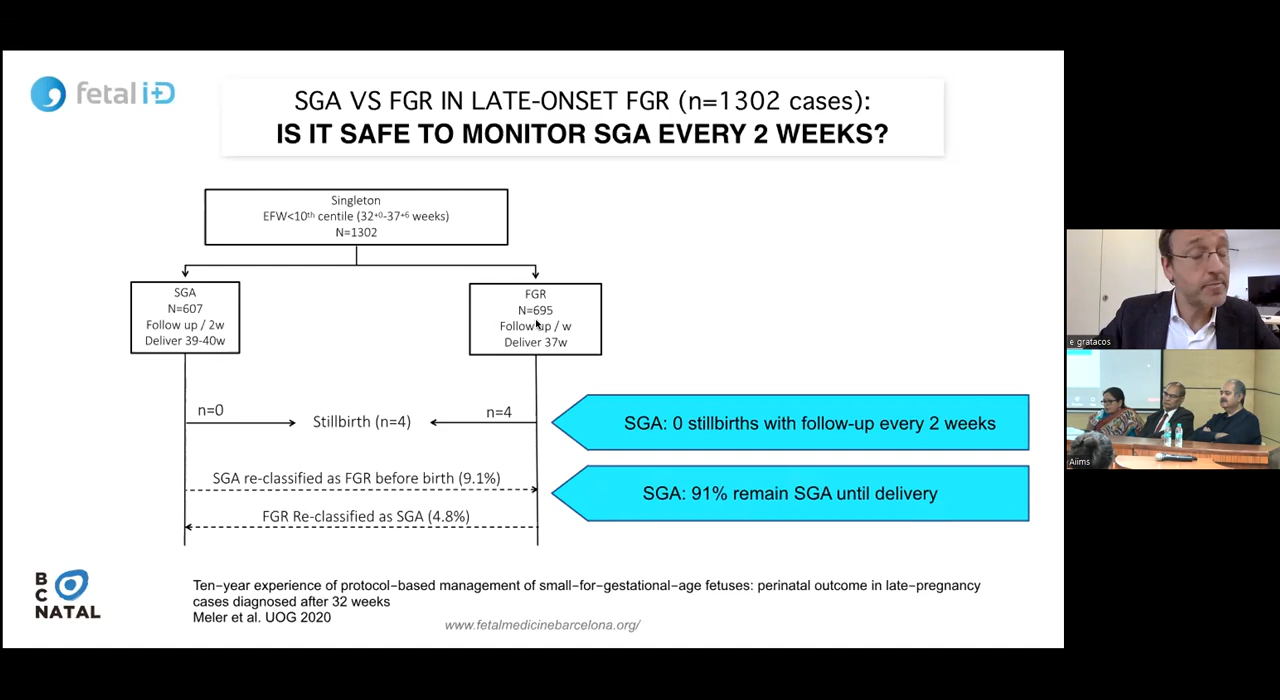 fetal i+D
SGA VS FGR IN LATE-ONSET FGR (n=1302 cases):
IS IT SAFE TO MONITOR SGA EVERY 2 WEEKS?
Singleton
EFW<10th centile (32+0-37+6 weeks)
N=1302
SGA
N=607
Follow up / 2w
Deliver 39-40w
FGR
N=695
Follow up / w
Deliver 37w
n=0
Stillbirth (n=4)
n=4
SGA: 0 stillbirths with follow-up every 2 weeks
SGA re-classified as FGR before birth (9.1%)
SGA: 91% remain SGA until delivery
FGR Re-classified as SGA (4.8%)
B
C
NATAL
Ten-year experience of protocol-based management of small-for-gestational-age fetuses: perinatal outcome in late-pregnancy
cases diagnosed after 32 weeks
Meler et al. UOG 2020
www.fetalmedicinebarcelona.org/
e gratacos
Aiims